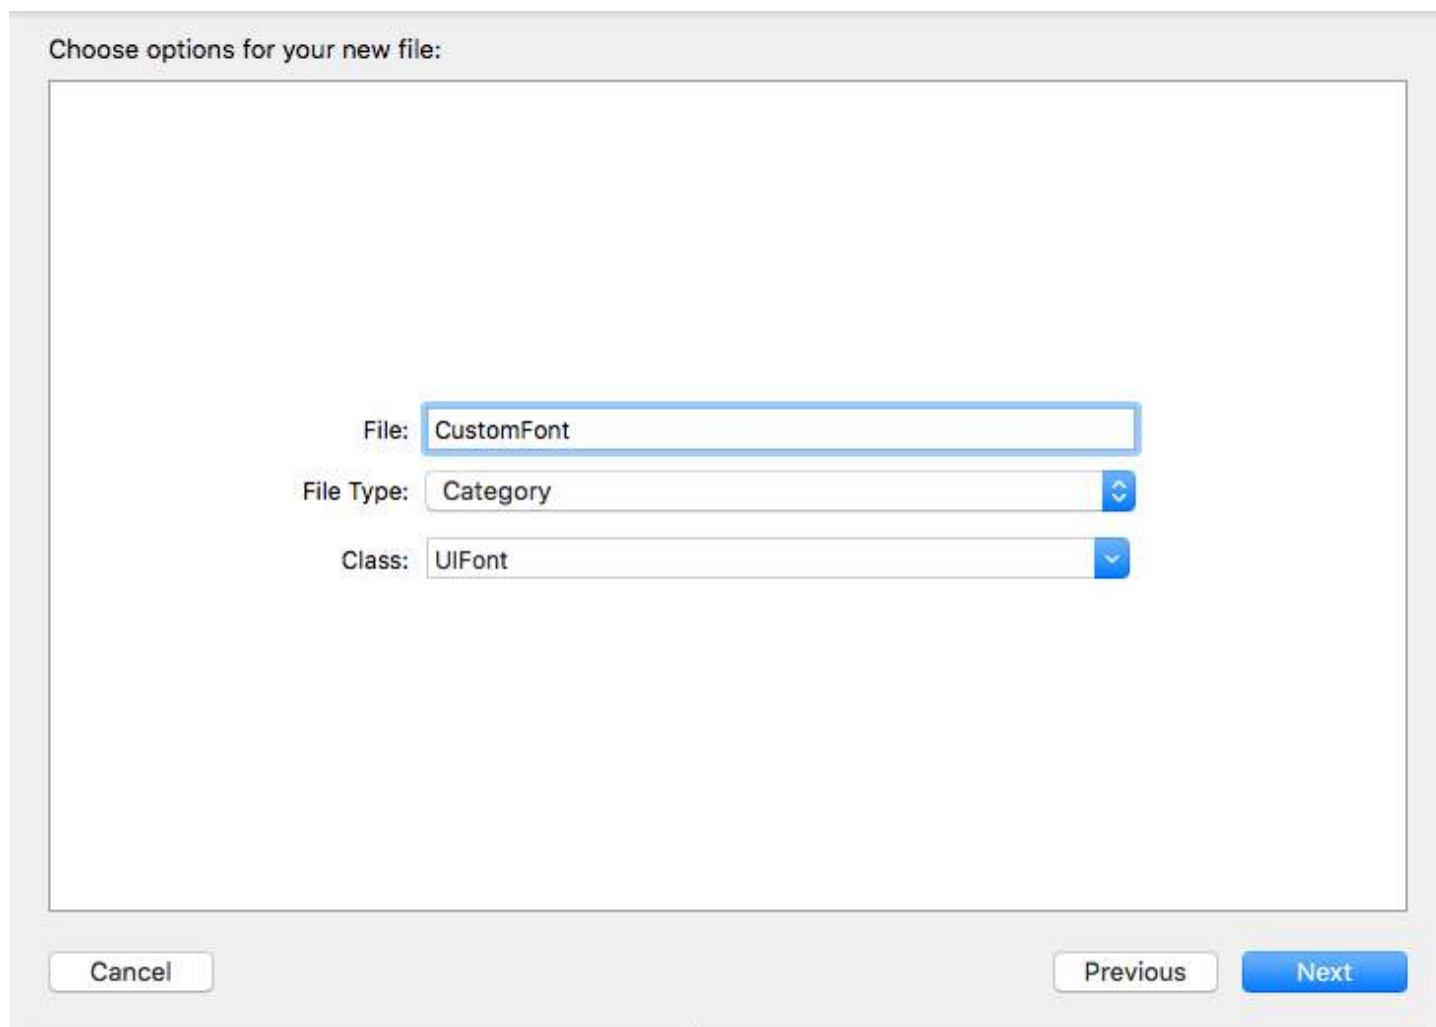 Choose options for your new file:
File: CustomFont
File Type: Category
Class: UIFont
Cancel Previous Next